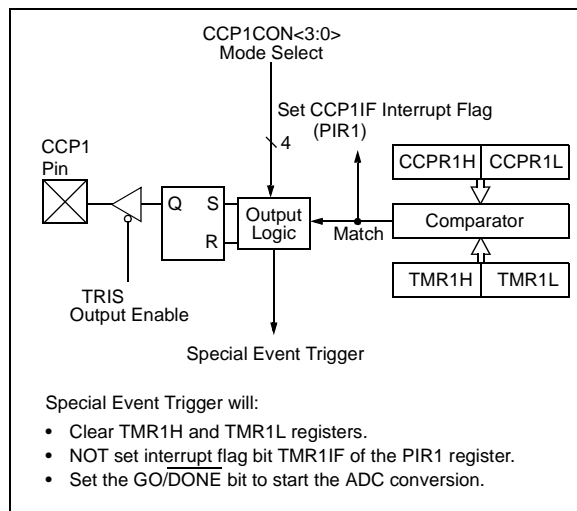 CCP1CON<3:0>
Mode Select
Set CCP1IF Interrupt Flag
(PIR1)
4
CCP1
Pin
CCPR1H CCPR1L
Q S
R
Output
Logic
Match
Comparator
TRIS
Output Enable
TMR1H TMR1L
Special Event Trigger
Special Event Trigger will:
• Clear TMR1H and TMR1L registers.
• NOT set interrupt flag bit TMR1IF of the PIR1 register.
• Set the GO/DONE bit to start the ADC conversion.